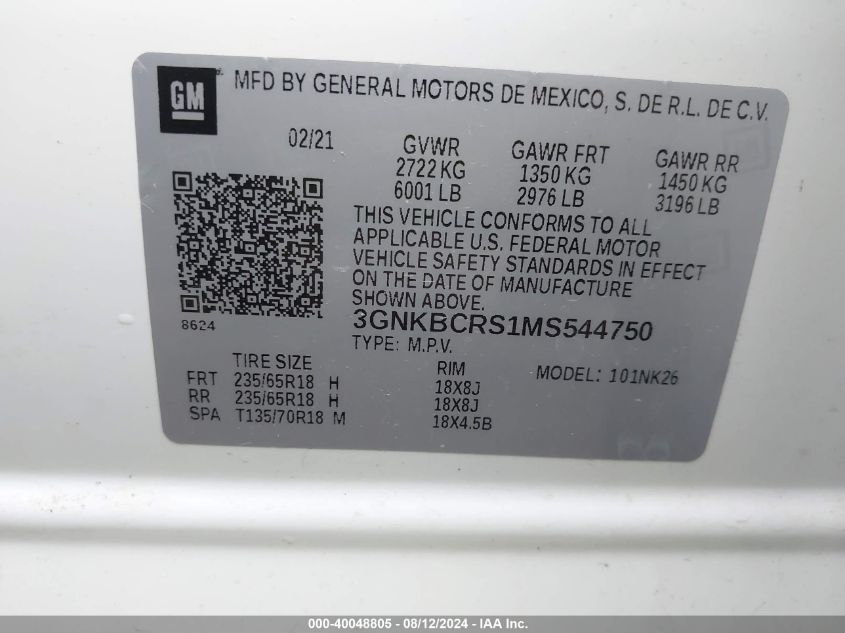 GM
MFD BY GENERAL MOTORS DE MEXICO, S. DE R.L. DE C.V.
02/21
GVWR
2722 KG
6001 LB
GAWR FRT
1350 KG
2976 LB
GAWR RR
1450 KG
3196 LB
THIS VEHICLE CONFORMS TO ALL
APPLICABLE U.S. FEDERAL MOTOR
VEHICLE SAFETY STANDARDS IN EFFECT
ON THE DATE OF MANUFACTURE
SHOWN ABOVE.
8624
3GNKBCRS1MS544750
TYPE: M.P.V.
TIRE SIZE RIM MODEL: 101NK26
FRT 235/65R18 H 18X8J
RR 235/65R18 H 18X8J
SPA T135/70R18 M 18X4.5B
000-40048805 - 08/12/2024 - IAA Inc.